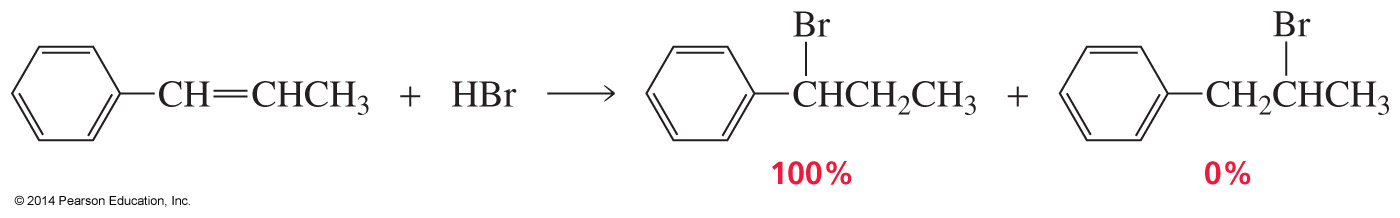 Br Br
CH=CHCH₃ + HBr ⟶ CHCH₂CH₃ + CH₂CHCH₃
100% 0%
© 2014 Pearson Education, Inc.